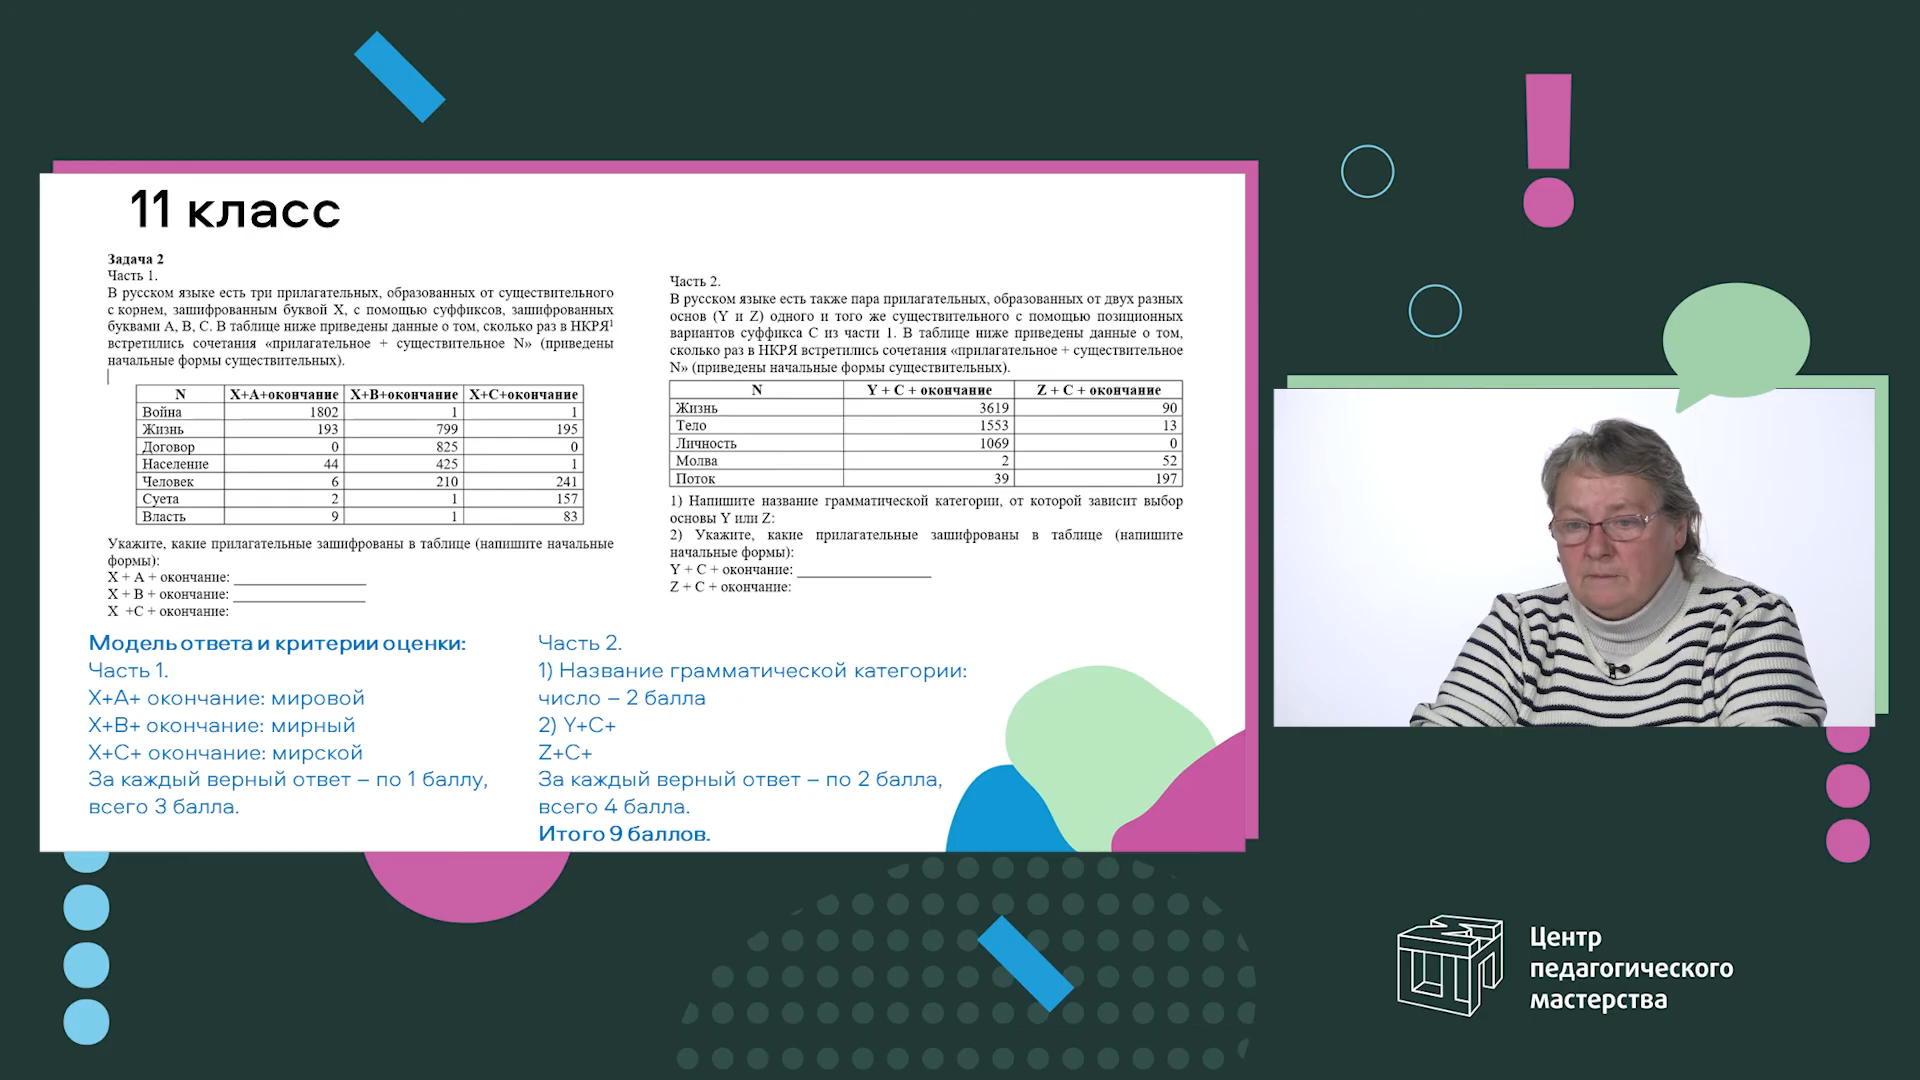 11 класс
Задача 2
Часть 1.
В русском языке есть три прилагательных, образованных от существительного
с корнем, зашифрованным буквой X, с помощью суффиксов, зашифрованных
буквами A, B, C. В таблице ниже приведены данные о том, сколько раз в НКРЯ¹
встретились сочетания «прилагательное + существительное N» (приведены
начальные формы существительных).
N X+A+окончание X+B+окончание X+C+окончание
Война 1802 1 1
Жизнь 193 799 195
Договор 0 825 0
Население 44 425 1
Человек 6 210 241
Суета 2 1 157
Власть 9 1 83
Укажите, какие прилагательные зашифрованы в таблице (напишите начальные
формы):
X + A + окончание: ___________________
X + B + окончание: ___________________
X +C + окончание:
Часть 2.
В русском языке есть также пара прилагательных, образованных от двух разных
основ (Y и Z) одного и того же существительного с помощью позиционных
вариантов суффикса C из части 1. В таблице ниже приведены данные о том,
сколько раз в НКРЯ встретились сочетания «прилагательное + существительное
N» (приведены начальные формы существительных).
N Y + C + окончание Z + C + окончание
Жизнь 3619 90
Тело 1553 13
Личность 1069 0
Молва 2 52
Поток 39 197
1) Напишите название грамматической категории, от которой зависит выбор
основы Y или Z:
2) Укажите, какие прилагательные зашифрованы в таблице (напишите
начальные формы):
Y + C + окончание: ___________________
Z + C + окончание:
Модель ответа и критерии оценки:
Часть 1.
X+A+ окончание: мировой
X+B+ окончание: мирный
X+C+ окончание: мирской
За каждый верный ответ – по 1 баллу,
всего 3 балла.
Часть 2.
1) Название грамматической категории:
число – 2 балла
2) Y+C+
Z+C+
За каждый верный ответ – по 2 балла,
всего 4 балла.
Итого 9 баллов.
Центр
педагогического
мастерства